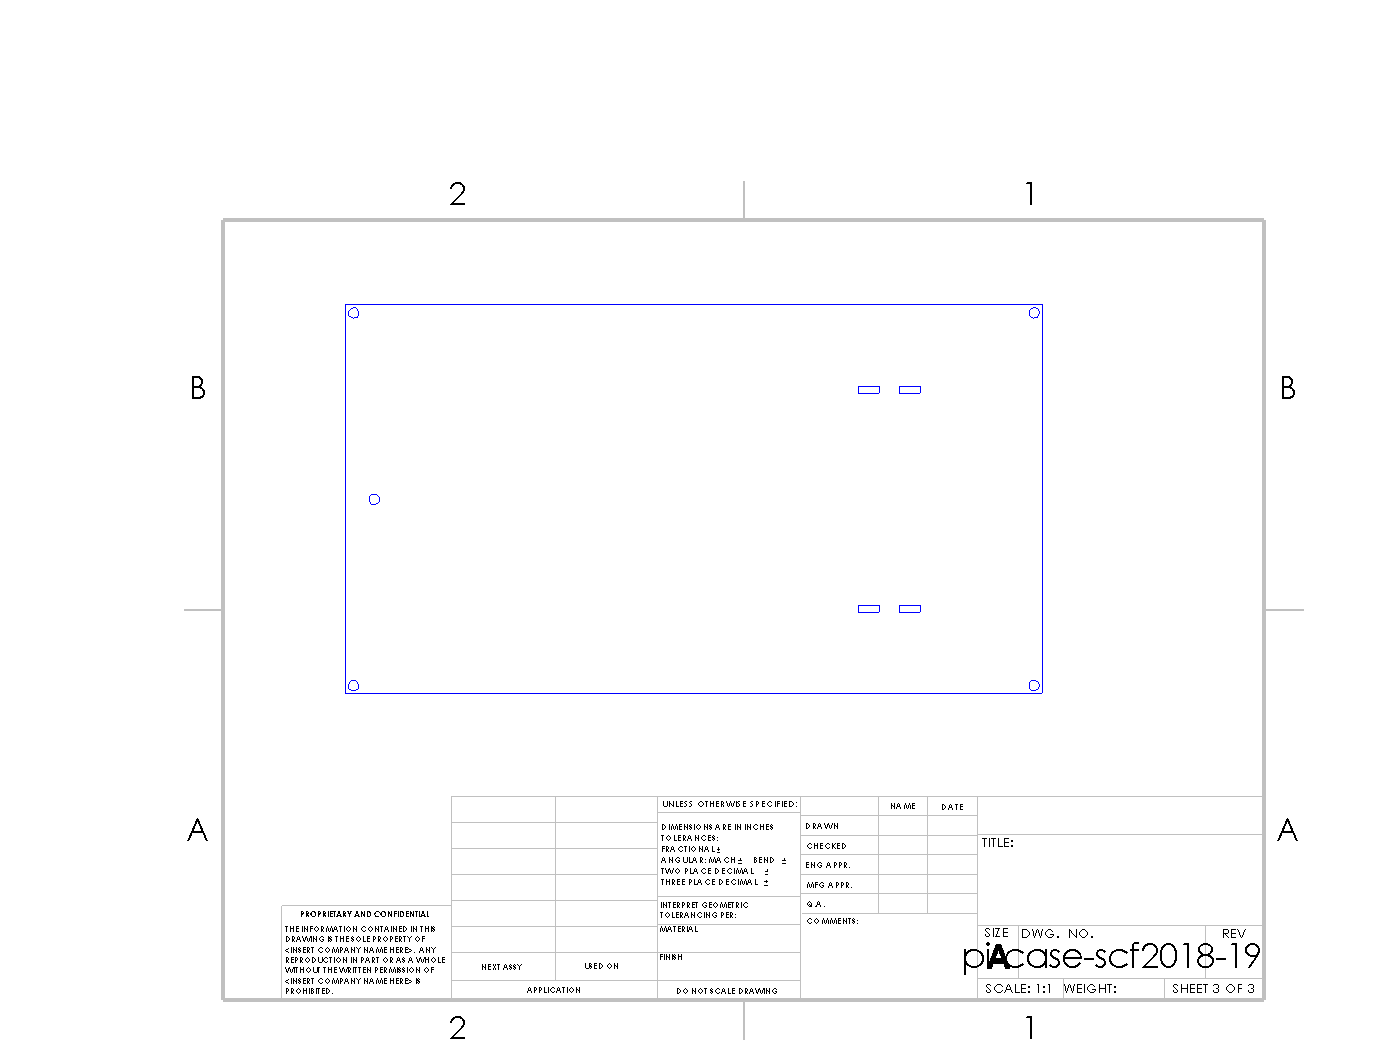 2 1
B B
A A
UNLESS OTHERWISE SPECIFIED:
DIMENSIONS ARE IN INCHES
TOLERANCES:
FRACTIONAL±
ANGULAR: MACH± BEND ±
TWO PLACE DECIMAL ±
THREE PLACE DECIMAL ±
INTERPRET GEOMETRIC
TOLERANCING PER:
MATERIAL
FINISH
DO NOT SCALE DRAWING
NAME DATE
DRAWN
CHECKED
ENG APPR.
MFG APPR.
Q.A.
COMMENTS:
TITLE:
SIZE DWG. NO. REV
A
picase-scf2018-19
SCALE: 1:1 WEIGHT: SHEET 3 OF 3
PROPRIETARY AND CONFIDENTIAL
THE INFORMATION CONTAINED IN THIS
DRAWING IS THE SOLE PROPERTY OF
<INSERT COMPANY NAME HERE>. ANY
REPRODUCTION IN PART OR AS A WHOLE
WITHOUT THE WRITTEN PERMISSION OF
<INSERT COMPANY NAME HERE> IS
PROHIBITED.
NEXT ASSY USED ON
APPLICATION
2 1